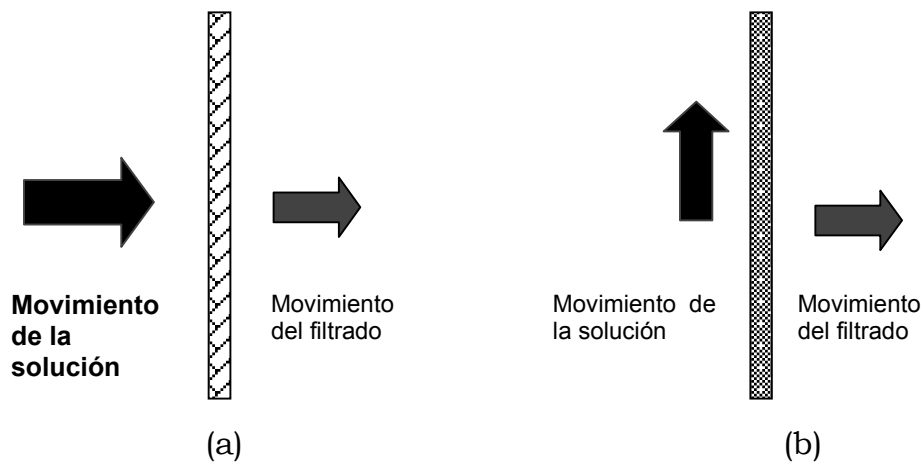 Movimiento
de la
solución
Movimiento
del filtrado
(a)
Movimiento de
la solución
Movimiento
del filtrado
(b)